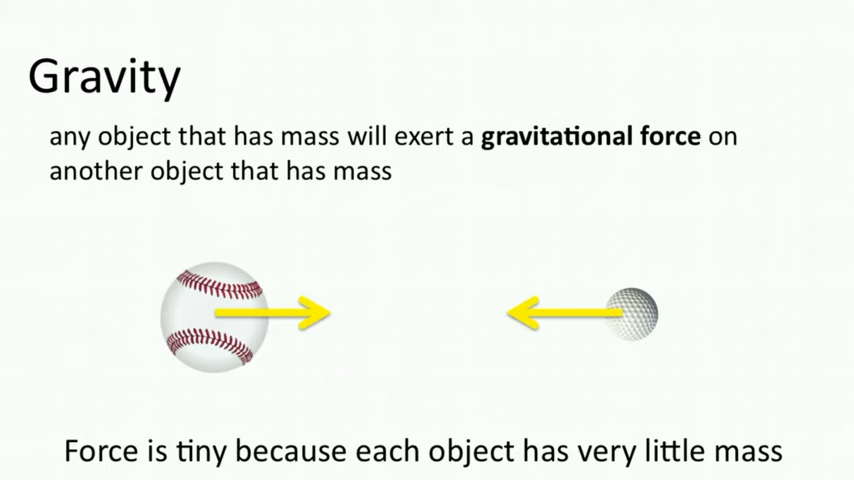 Gravity
any object that has mass will exert a gravitational force on
another object that has mass
Force is tiny because each object has very little mass